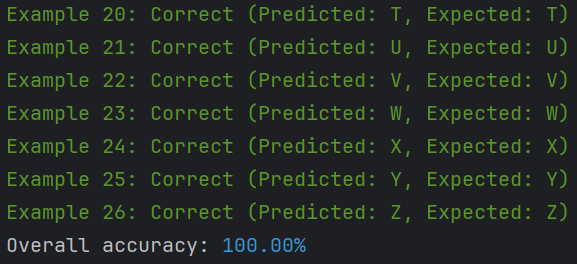 Example 20: Correct (Predicted: T, Expected: T)
Example 21: Correct (Predicted: U, Expected: U)
Example 22: Correct (Predicted: V, Expected: V)
Example 23: Correct (Predicted: W, Expected: W)
Example 24: Correct (Predicted: X, Expected: X)
Example 25: Correct (Predicted: Y, Expected: Y)
Example 26: Correct (Predicted: Z, Expected: Z)
Overall accuracy: 100.00%